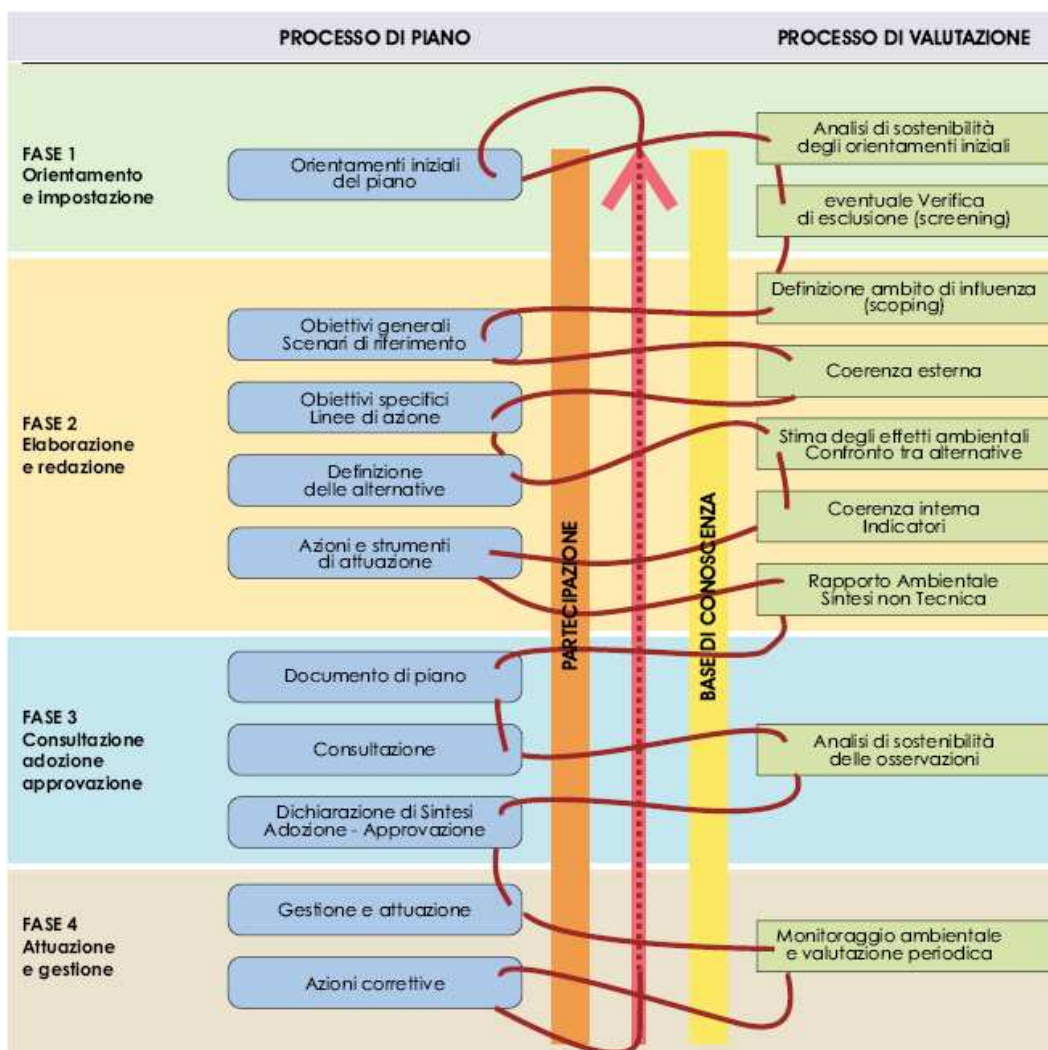 PROCESSO DI PIANO
PROCESSO DI VALUTAZIONE
FASE 1
Orientamento
e impostazione
Orientamenti iniziali
del piano
Analisi di sostenibilità
degli orientamenti iniziali
eventuale Verifica
di esclusione (screening)
FASE 2
Elaborazione
e redazione
Definizione ambito di influenza
(scoping)
Obiettivi generali
Scenari di riferimento
Coerenza esterna
Obiettivi specifici
Linee di azione
Stima degli effetti ambientali
Confronto tra alternative
Definizione
delle alternative
Coerenza interna
Indicatori
Azioni e strumenti
di attuazione
Rapporto Ambientale
Sintesi non Tecnica
PARTECIPAZIONE
BASE DI CONOSCENZA
FASE 3
Consultazione
adozione
approvazione
Documento di piano
Consultazione
Analisi di sostenibilità
delle osservazioni
Dichiarazione di Sintesi
Adozione - Approvazione
FASE 4
Attuazione
e gestione
Gestione e attuazione
Monitoraggio ambientale
e valutazione periodica
Azioni correttive